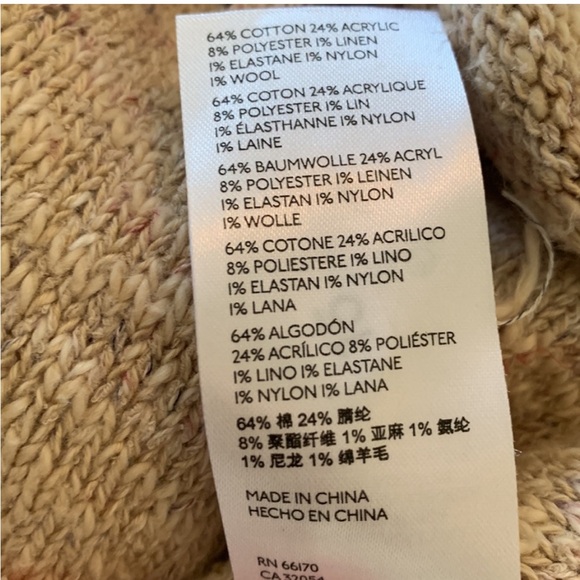 64% COTTON 24% ACRYLIC
8% POLYESTER 1% LINEN
1% ELASTANE 1% NYLON
1% WOOL
64% COTON 24% ACRYLIQUE
8% POLYESTER 1% LIN
1% ÉLASTHANNE 1% NYLON
1% LAINE
64% BAUMWOLLE 24% ACRYL
8% POLYESTER 1% LEINEN
1% ELASTAN 1% NYLON
1% WOLLE
64% COTONE 24% ACRILICO
8% POLIESTERE 1% LINO
1% ELASTAN 1% NYLON
1% LANA
64% ALGODÓN
24% ACRÍLICO 8% POLIÉSTER
1% LINO 1% ELASTANE
1% NYLON 1% LANA
64% 棉 24% 腈纶
8% 聚酯纤维 1% 亚麻 1% 氨纶
1% 尼龙 1% 绵羊毛
MADE IN CHINA
HECHO EN CHINA
RN 66170
CA 32054